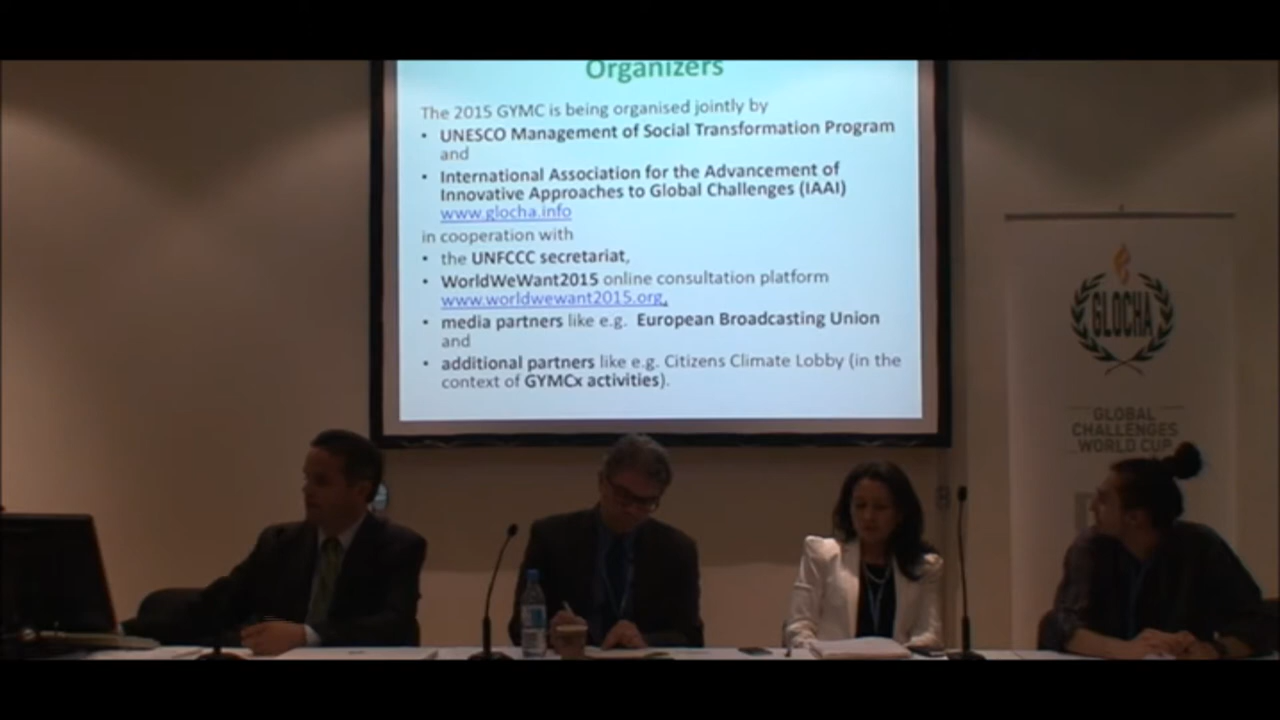 Organizers
The 2015 GYMC is being organised jointly by
• UNESCO Management of Social Transformation Program
and
• International Association for the Advancement of
Innovative Approaches to Global Challenges (IAAI)
www.glocha.info
in cooperation with
• the UNFCCC secretariat,
• WorldWeWant2015 online consultation platform
www.worldwewant2015.org,
• media partners like e.g. European Broadcasting Union
and
• additional partners like e.g. Citizens Climate Lobby (in the
context of GYMCx activities).
GLOCHA
GLOBAL
CHALLENGES
WORLD CUP